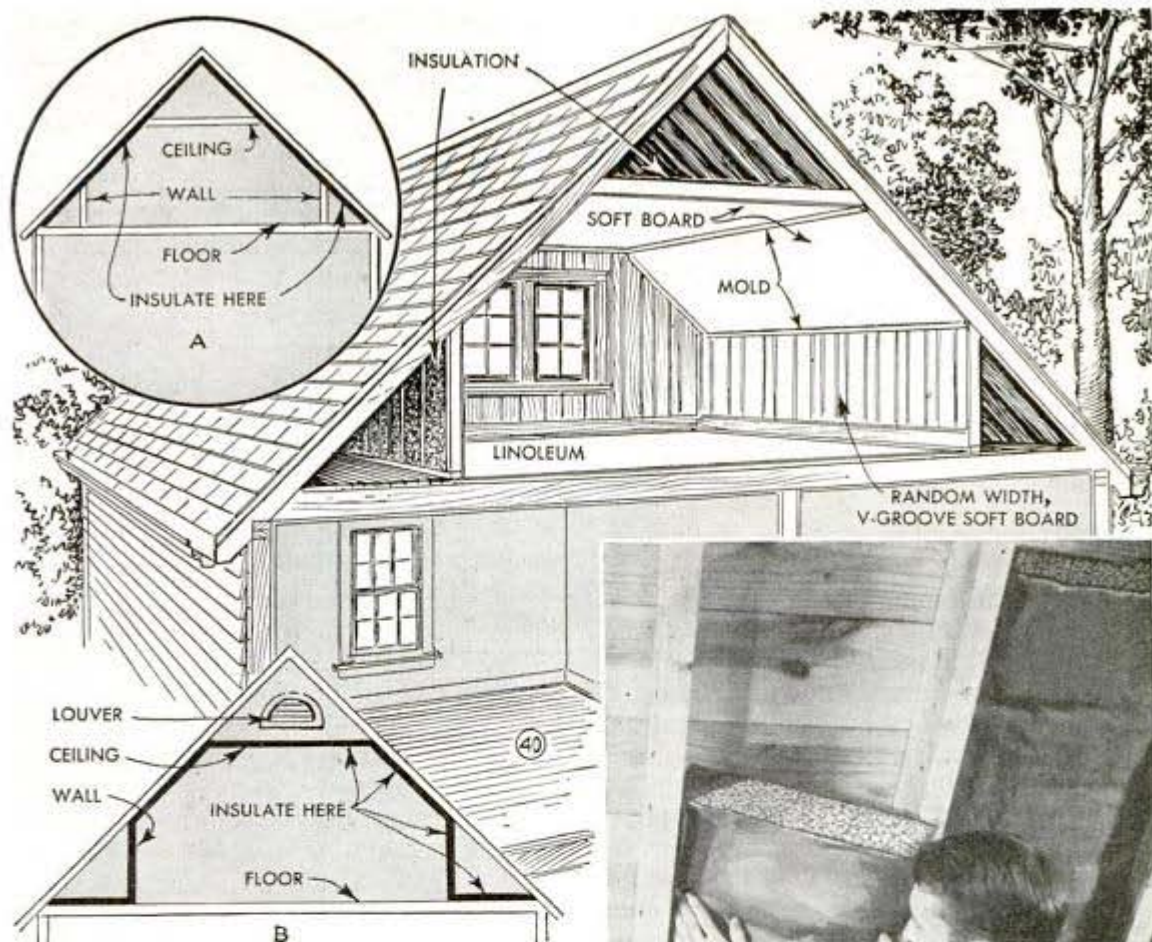 INSULATION
CEILING
WALL
FLOOR
INSULATE HERE
A
SOFT BOARD
MOLD
LINOLEUM
RANDOM WIDTH,
V-GROOVE SOFT BOARD
LOUVER
CEILING
WALL
INSULATE HERE
FLOOR
B
40